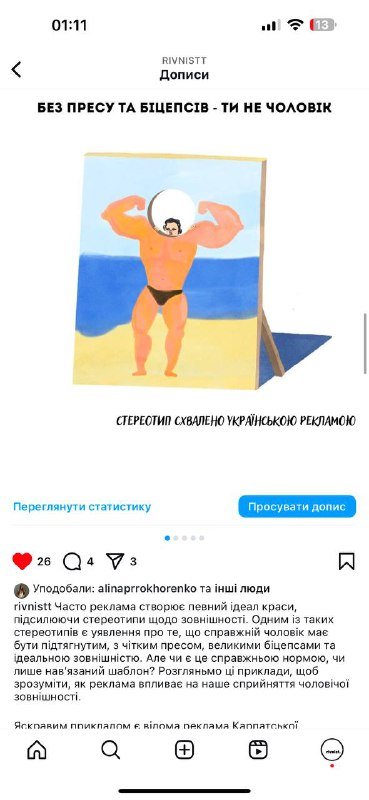 01:11
13
RIVNISTT
Дописи
БЕЗ ПРЕСУ ТА БІЦЕПСІВ - ТИ НЕ ЧОЛОВІК
СТЕРЕОТИП СХВАЛЕНО УКРАЇНСЬКОЮ РЕКЛАМОЮ
Переглянути статистику
Просувати допис
26 4 3
Уподобали: alinaprrokhorenko та інші люди
rivnistt Часто реклама створює певний ідеал краси,
підсилюючи стереотипи щодо зовнішності. Одним із таких
стереотипів є уявлення про те, що справжній чоловік має
бути підтягнутим, з чітким пресом, великими біцепсами та
ідеальною зовнішністю. Але чи є це справжньою нормою, чи
лише нав'язаний шаблон? Розгляньмо ці приклади, щоб
зрозуміти, як реклама впливає на наше сприйняття чоловічої
зовнішності.
Яскравим прикладом є відома реклама Карпатської
rivnist.